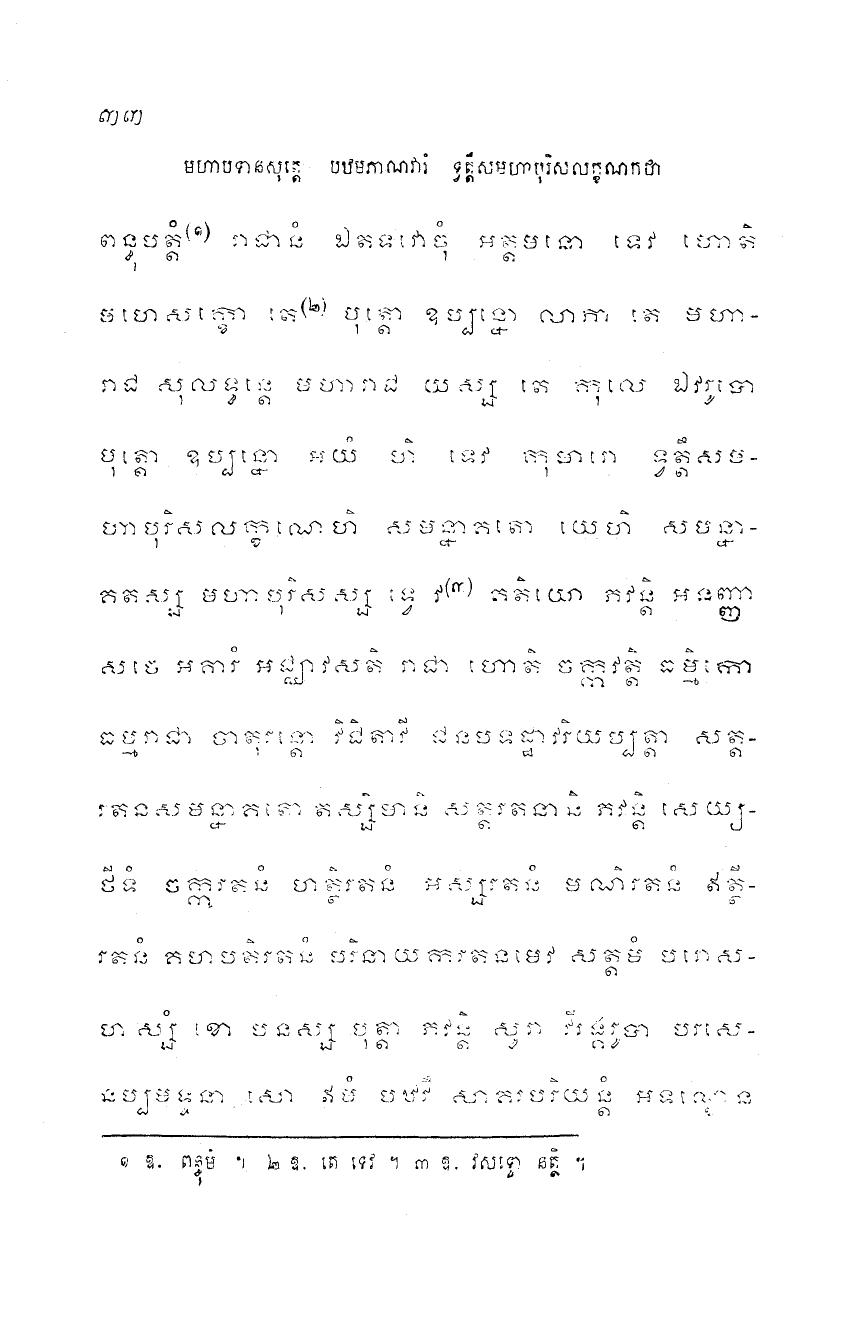 ៣៣
មហាបទានសុត្តេ បឋមភាណវារំ ទ្វត្តឹសមហាបុរិសលក្ខណកថា
ពន្ធុបត្តំ(១) រាជានំ ឯតទវោចុំ អត្តមនោ ទេវ ហោតិ
មហេសក្ខោ តេ(២) បុត្តោ ឧប្បន្នោ លាភា តេ មហា-
រាជ សុលទ្ធន្តេ មហារាជ យស្ស តេ កុលេ ឯវរូបោ
បុត្តោ ឧប្បន្នោ អយំ ហិ ទេវ កុមារោ ទ្វត្តឹសម-
ហាបុរិសលក្ខណេហិ សមន្នាគតោ យេហិ សមន្នា-
គតស្ស មហាបុរិសស្ស ទ្វេ វ(៣) គតិយោ ភវន្តិ អនញ្ញា
សចេ អគារំ អជ្ឈាវសតិ រាជា ហោតិ ចក្កាវត្តិ ធម្មិកោ
ធម្មរាជា ចាតុរន្តោ វិជិតាវី ជនបទដ្ឋាវរិយប្បត្តា សត្ត-
រតនសមន្នាគតោ តស្សិមានិ សត្តរតនានិ ភវន្តិ សេយ្យ-
ថីទំ ចក្ការតនំ ហត្ថិរតនំ អស្សរតនំ មណិរតនំ ឥត្ថី-
រតនំ គហបតិរតនំ បរិនាយការតនមេវ សត្តមំ បរោស-
ហស្សំ ខោ បនស្ស បុត្តា ភវន្តិ សូរា វីរង្គរូបា បរសេ-
នប្បមទ្ទនា សោ ឥមំ បឋវឹ សាគរបរិយន្តំ អទណ្ឌេន
១ ឱ. ពន្ធុមំ ។ ២ ឱ. តេ ទេវ ។ ៣ ឱ. វសទ្ទោ នត្ថិ ។